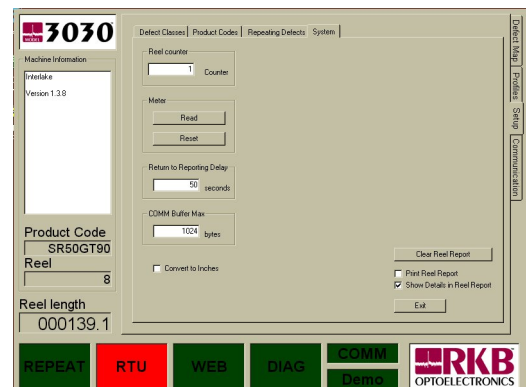 MODEL 3030
Machine Information
Interlake
Version 1.3.8
Product Code
SR50GT90
Reel
8
Reel length
000139.1
Defect Classes Product Codes Repeating Defects System
Reel counter
1 Counter
Meter
Read
Reset
Return to Reporting Delay
50 seconds
COMM Buffer Max
1024 bytes
Convert to Inches
Clear Reel Report
Print Reel Report
Show Details in Reel Report
Exit
Defect Map
Profiles
Setup
Communication
REPEAT
RTU
WEB
DIAG
COMM
Demo
RKB
OPTOELECTRONICS